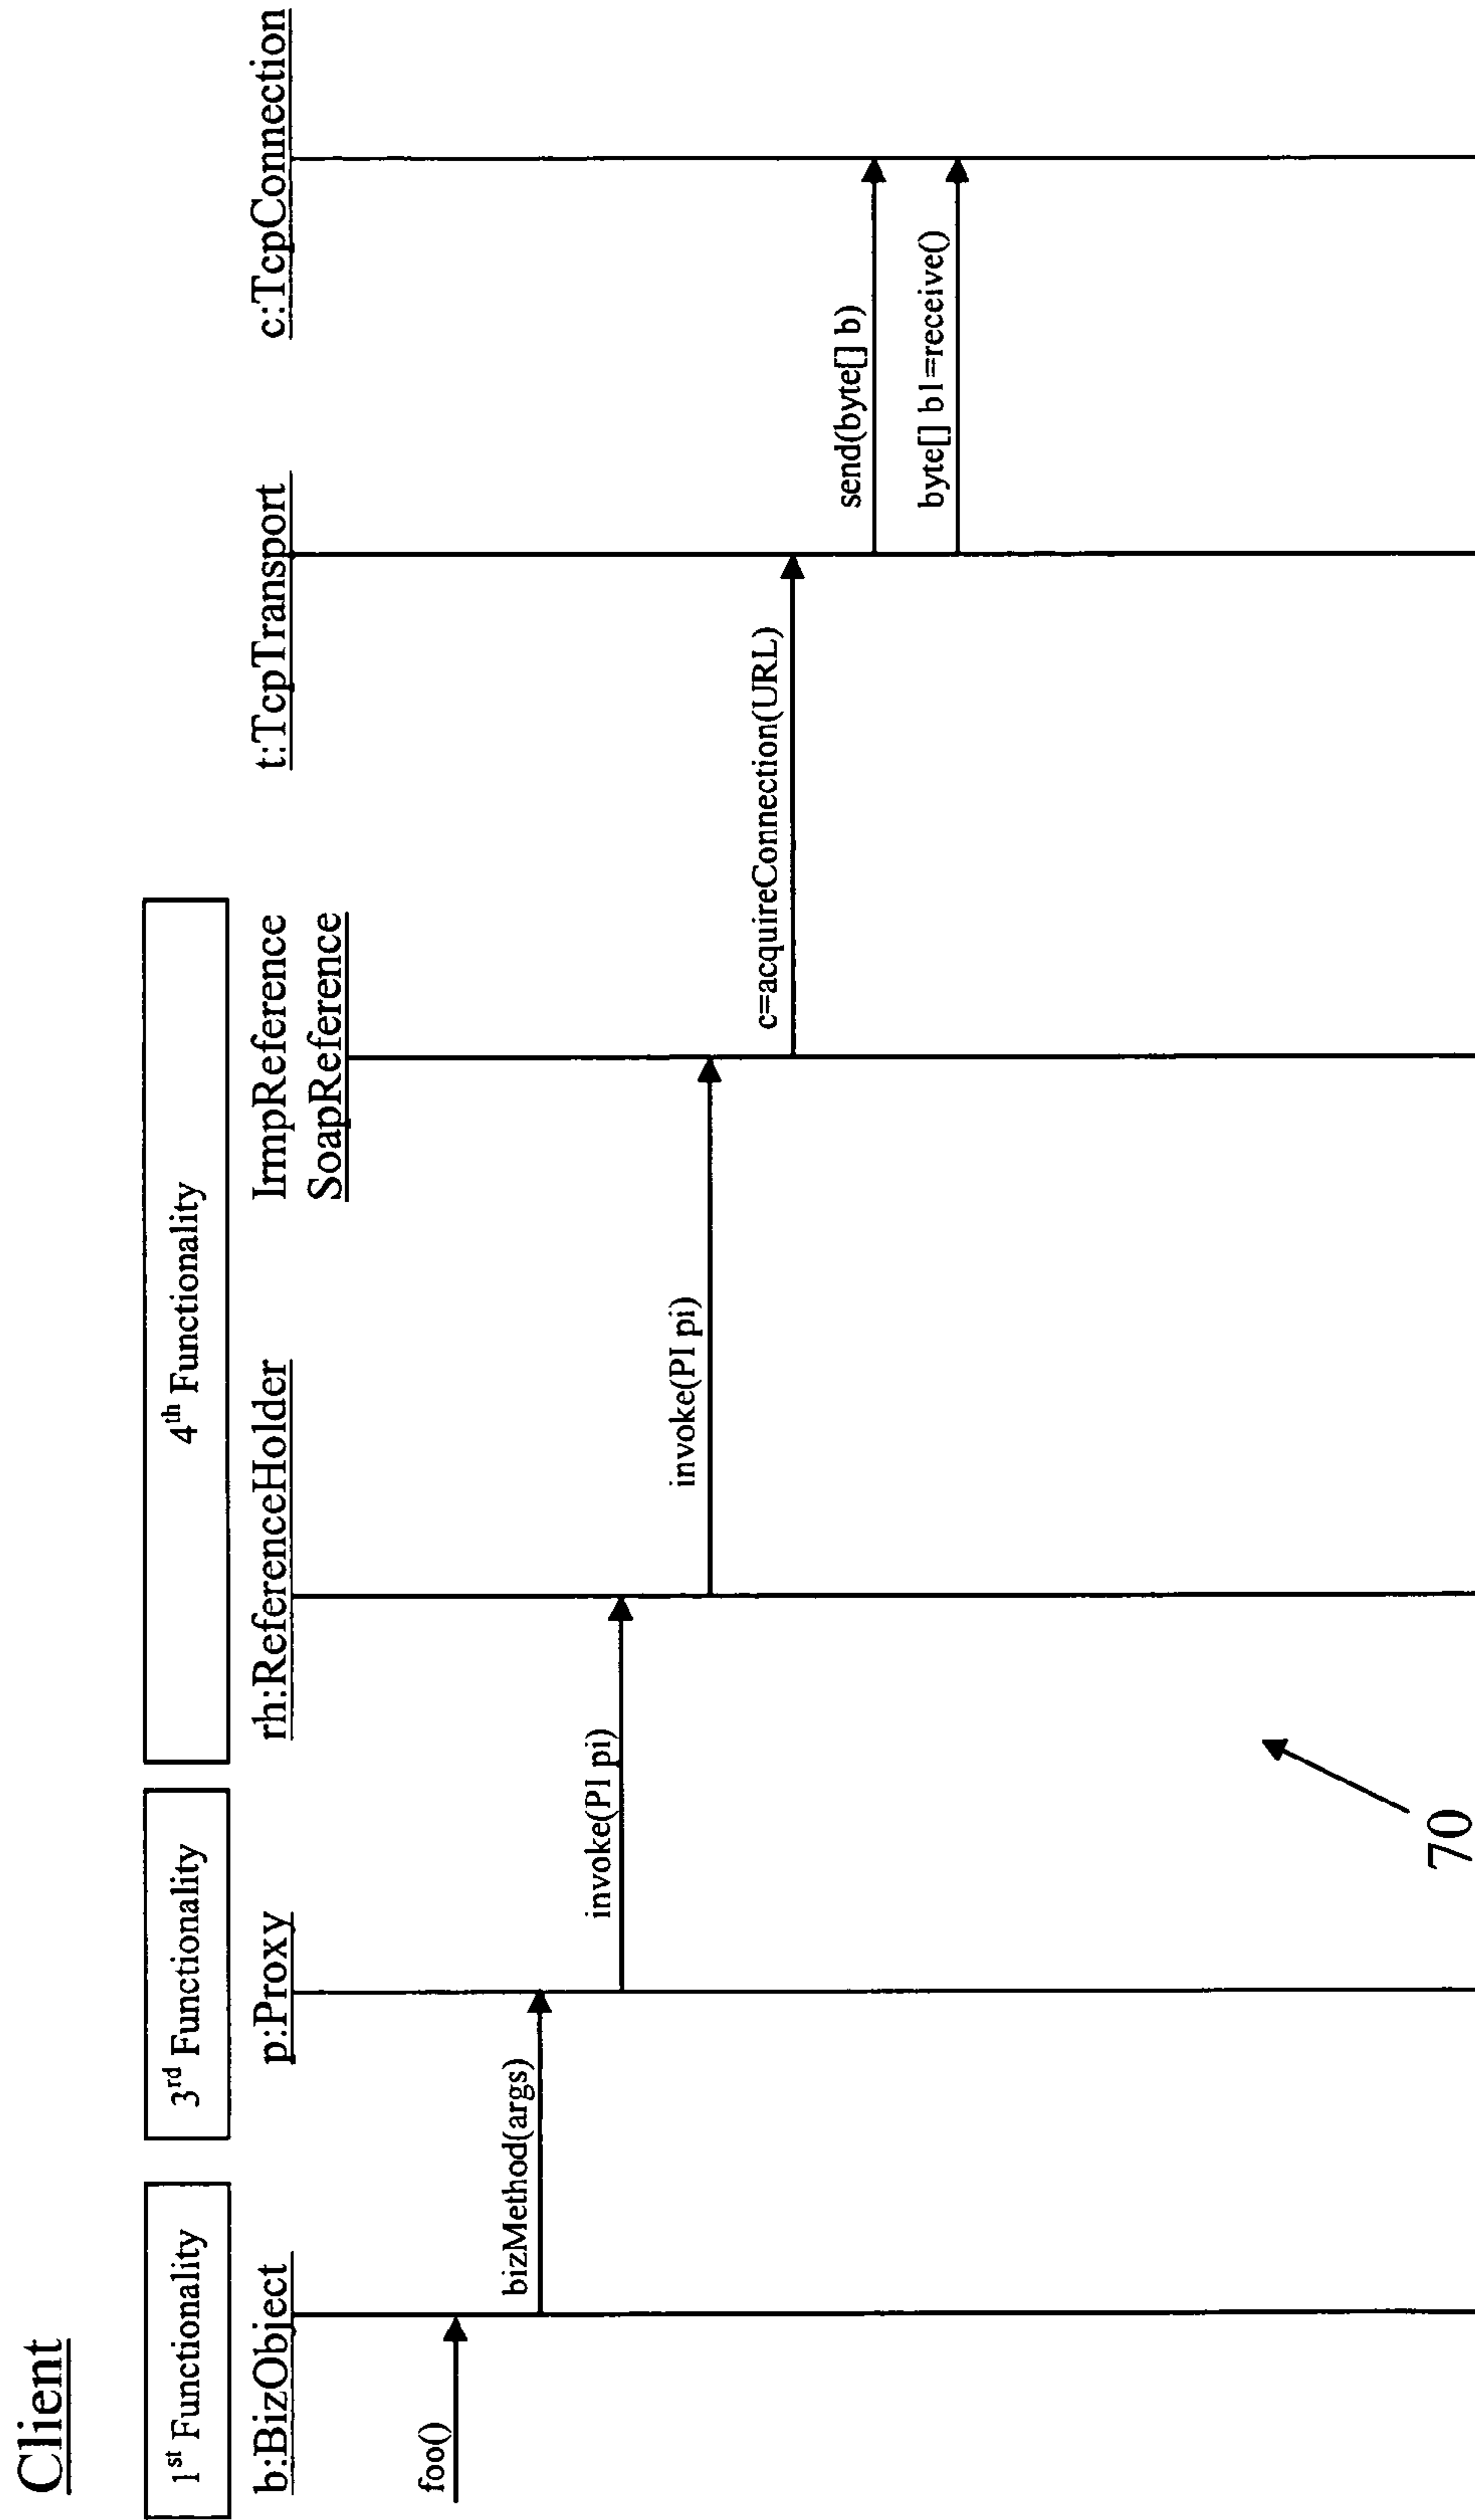 Client
1st Functionality
3rd Functionality
4th Functionality
b:BizObject
p:Proxy
rh:ReferenceHolder
IrmpReference
SoapReference
t:TcpTransport
c:TcpConnection
foo()
bizMethod(args)
invoke(PI pi)
invoke(PI pi)
c=acquireConnection(URL)
send(byte[] b)
byte[] b1=receive()
70